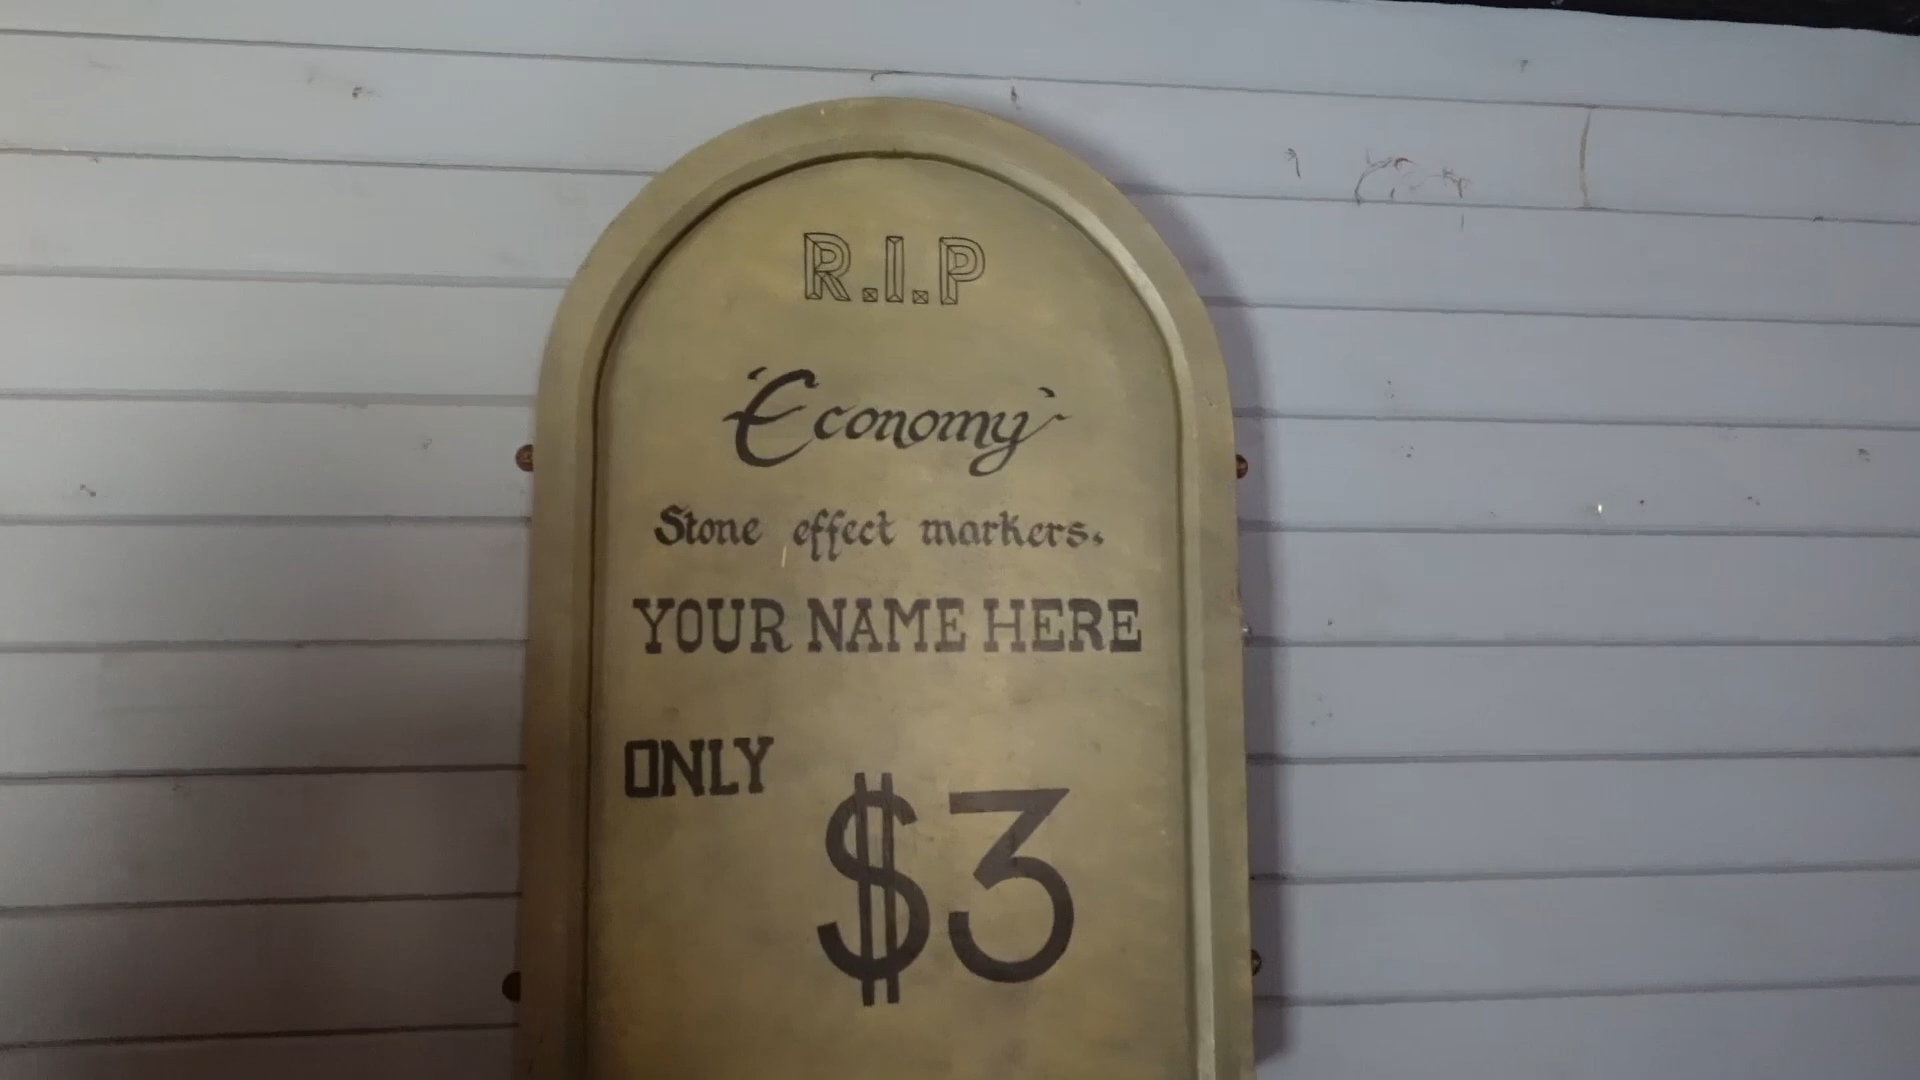 R.I.P
'Economy'
Stone effect markers.
YOUR NAME HERE
ONLY
$3